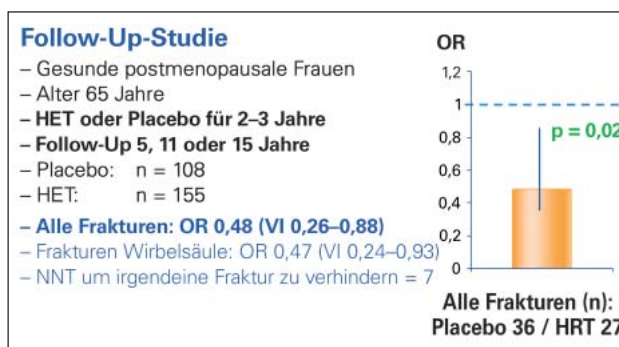 Follow-Up-Studie
– Gesunde postmenopausale Frauen
– Alter 65 Jahre
– HET oder Placebo für 2–3 Jahre
– Follow-Up 5, 11 oder 15 Jahre
– Placebo: n = 108
– HET: n = 155
– Alle Frakturen: OR 0,48 (VI 0,26–0,88)
– Frakturen Wirbelsäule: OR 0,47 (VI 0,24–0,93)
– NNT um irgendeine Fraktur zu verhindern = 7
OR
1,2
1
0,8
0,6
0,4
0,2
0
p = 0,02
Alle Frakturen (n):
Placebo 36 / HRT 27